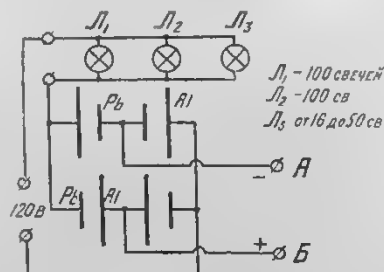 Л₁ Л₂ Л₃
Л₁ - 100 свечей
Л₂ - 100 св
Л₃ от 16 до 50 св
Pb Al
А
−
Pb Al
120 в
+
Б